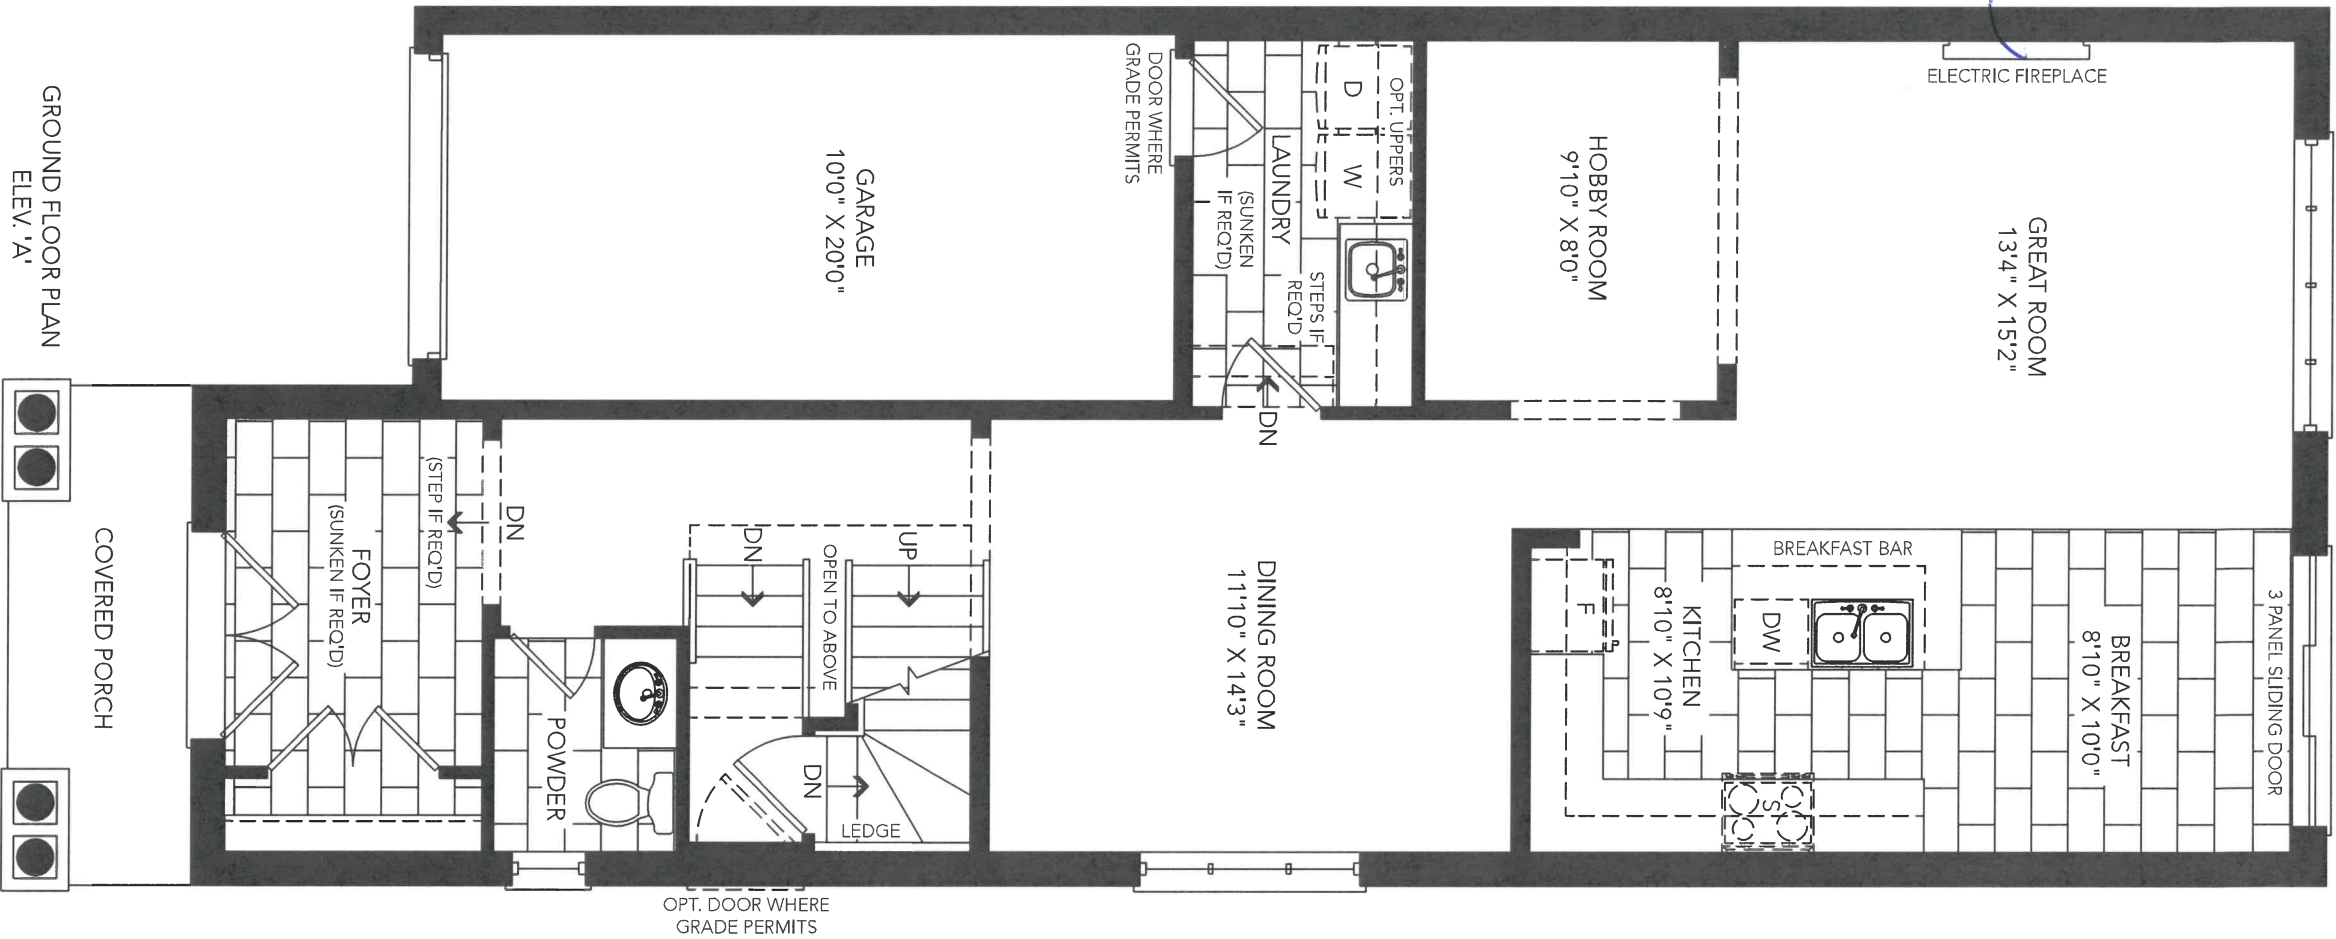 GROUND FLOOR PLAN
ELEV. 'A'
COVERED PORCH
FOYER
(SUNKEN IF REQ'D)
(STEP IF REQ'D)
DN
GARAGE
10'0" X 20'0"
DOOR WHERE
GRADE PERMITS
POWDER
DN
OPEN TO ABOVE
UP
DN
LEDGE
OPT. DOOR WHERE
GRADE PERMITS
LAUNDRY
(SUNKEN
IF REQ'D)
STEPS IF
REQ'D
D
W
OPT. UPPERS
DN
DINING ROOM
11'10" X 14'3"
HOBBY ROOM
9'10" X 8'0"
ELECTRIC FIREPLACE
GREAT ROOM
13'4" X 15'2"
BREAKFAST BAR
F
DW
KITCHEN
8'10" X 10'9"
S
BREAKFAST
8'10" X 10'0"
3 PANEL SLIDING DOOR